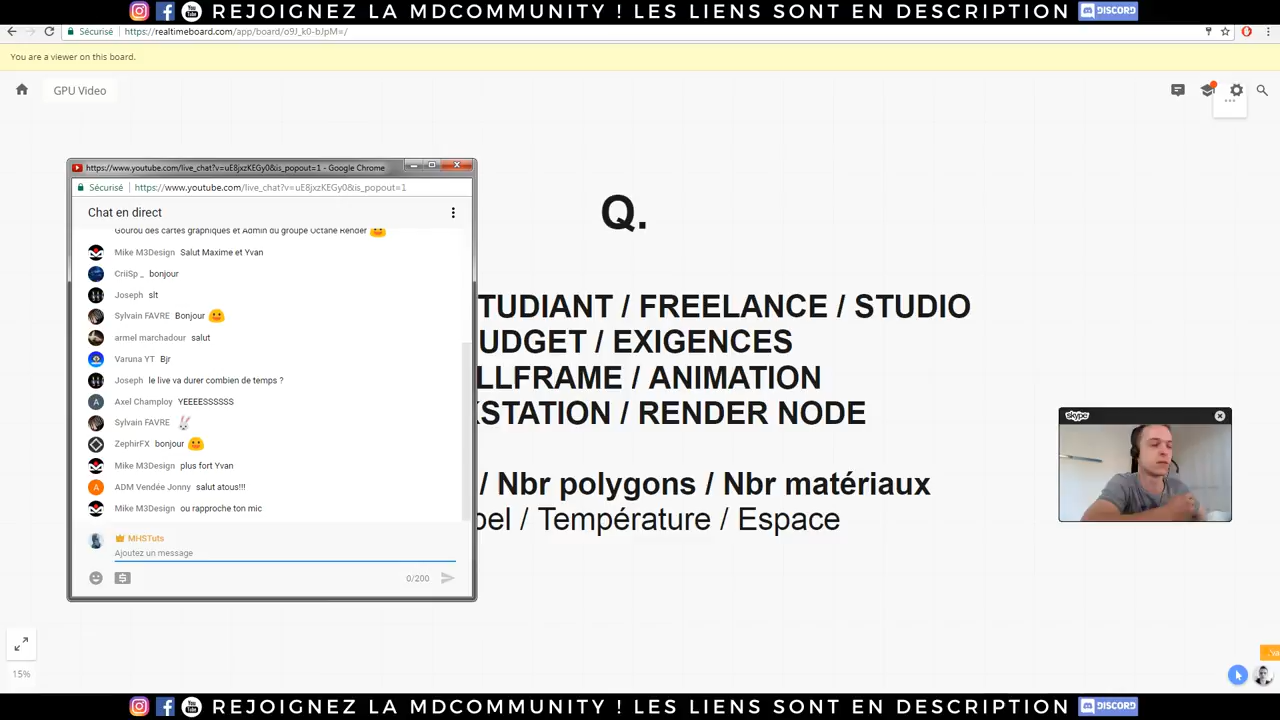 REJOIGNEZ LA MDCOMMUNITY ! LES LIENS SONT EN DESCRIPTION DISCORD
Sécurisé https://realtimeboard.com/app/board/o9J_k0-bJpM=/
You are a viewer on this board.
GPU Video
https://www.youtube.com/live_chat?v=uE8jxzKEGy0&is_popout=1 - Google Chrome
Sécurisé https://www.youtube.com/live_chat?v=uE8jxzKEGy0&is_popout=1
Chat en direct
Gourou des cartes graphiques et Admin du groupe Octane Render
Mike M3Design Salut Maxime et Yvan
CriiSp _ bonjour
Joseph slt
Sylvain FAVRE Bonjour
armel marchadour salut
Varuna YT Bjr
Joseph le live va durer combien de temps ?
Axel Champloy YEEEESSSSSS
Sylvain FAVRE
ZephirFX bonjour
Mike M3Design plus fort Yvan
ADM Vendée Jonny salut atous!!!
Mike M3Design ou rapproche ton mic
MHSTuts
Ajoutez un message
0/200
Q.
TUDIANT / FREELANCE / STUDIO
UDGET / EXIGENCES
LLFRAME / ANIMATION
KSTATION / RENDER NODE
/ Nbr polygons / Nbr matériaux
bel / Température / Espace
skype
15%
REJOIGNEZ LA MDCOMMUNITY ! LES LIENS SONT EN DESCRIPTION DISCORD